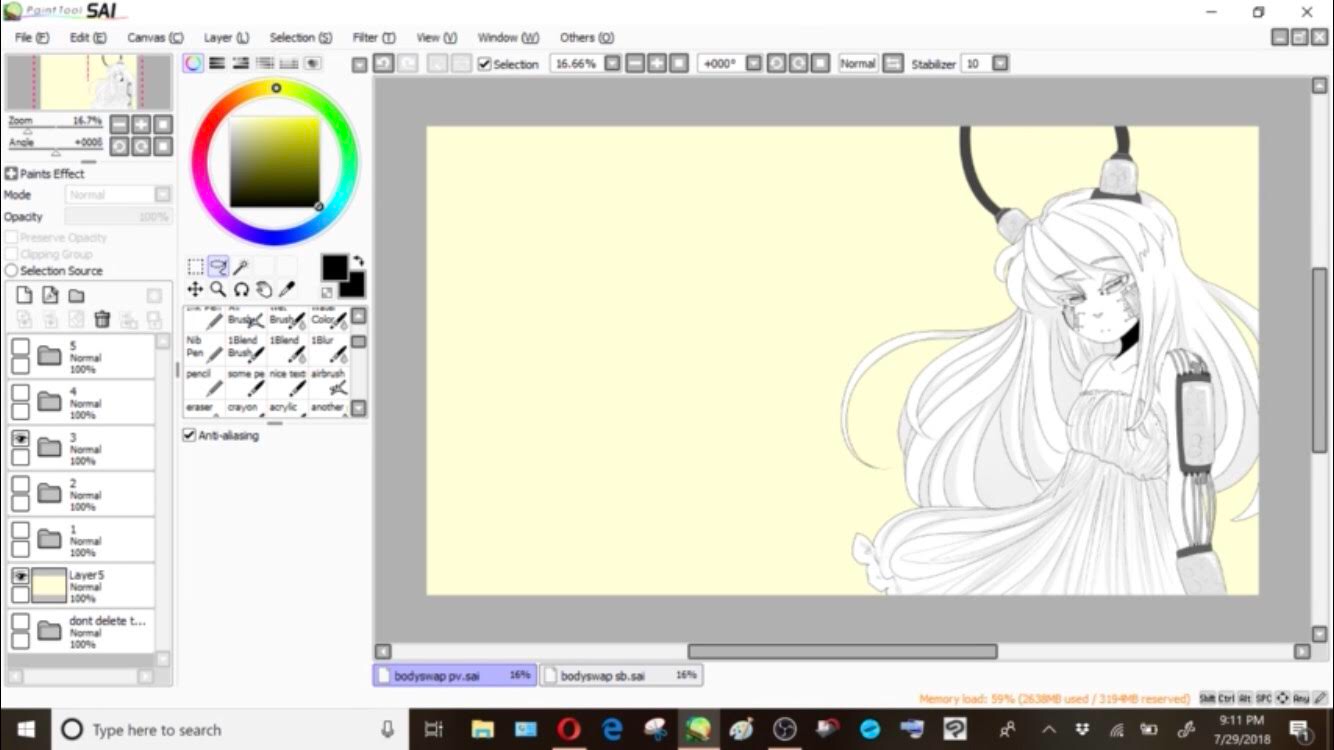 PaintTool SAI
File (F) Edit (E) Canvas (C) Layer (L) Selection (S) Filter (T) View (V) Window (W) Others (O)
Selection 16.66% +000° Normal Stabilizer 10
Zoom 16.7%
Angle +000ß
Paints Effect
Mode Normal
Opacity 100%
Preserve Opacity
Clipping Group
Selection Source
5
Normal
100%
4
Normal
100%
3
Normal
100%
2
Normal
100%
1
Normal
100%
Layer5
Normal
100%
dont delete t...
Normal
100%
Brush Brush Color
Nib Pen 1Blend Brush 1Blend 1Blur
pencil some pe nice text airbrush
eraser crayon acrylic another
Anti-aliasing
bodyswap pv.sai 16% bodyswap sb.sai 16%
Memory load: 59% (2638MB used / 3194MB reserved) Shift Ctrl Alt SPC Any
Type here to search
9:11 PM
7/29/2018
1